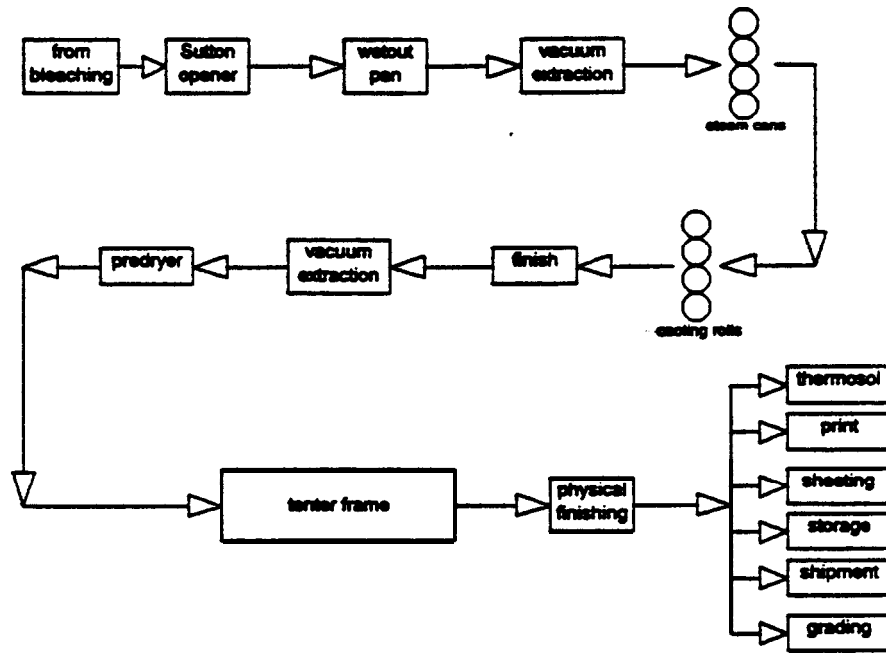 from
bleaching
Sutton
opener
wetout
pan
vacuum
extraction
steam cans
predryer
vacuum
extraction
finish
cooling rolls
thermosol
print
sheeting
storage
shipment
grading
tenter frame
physical
finishing